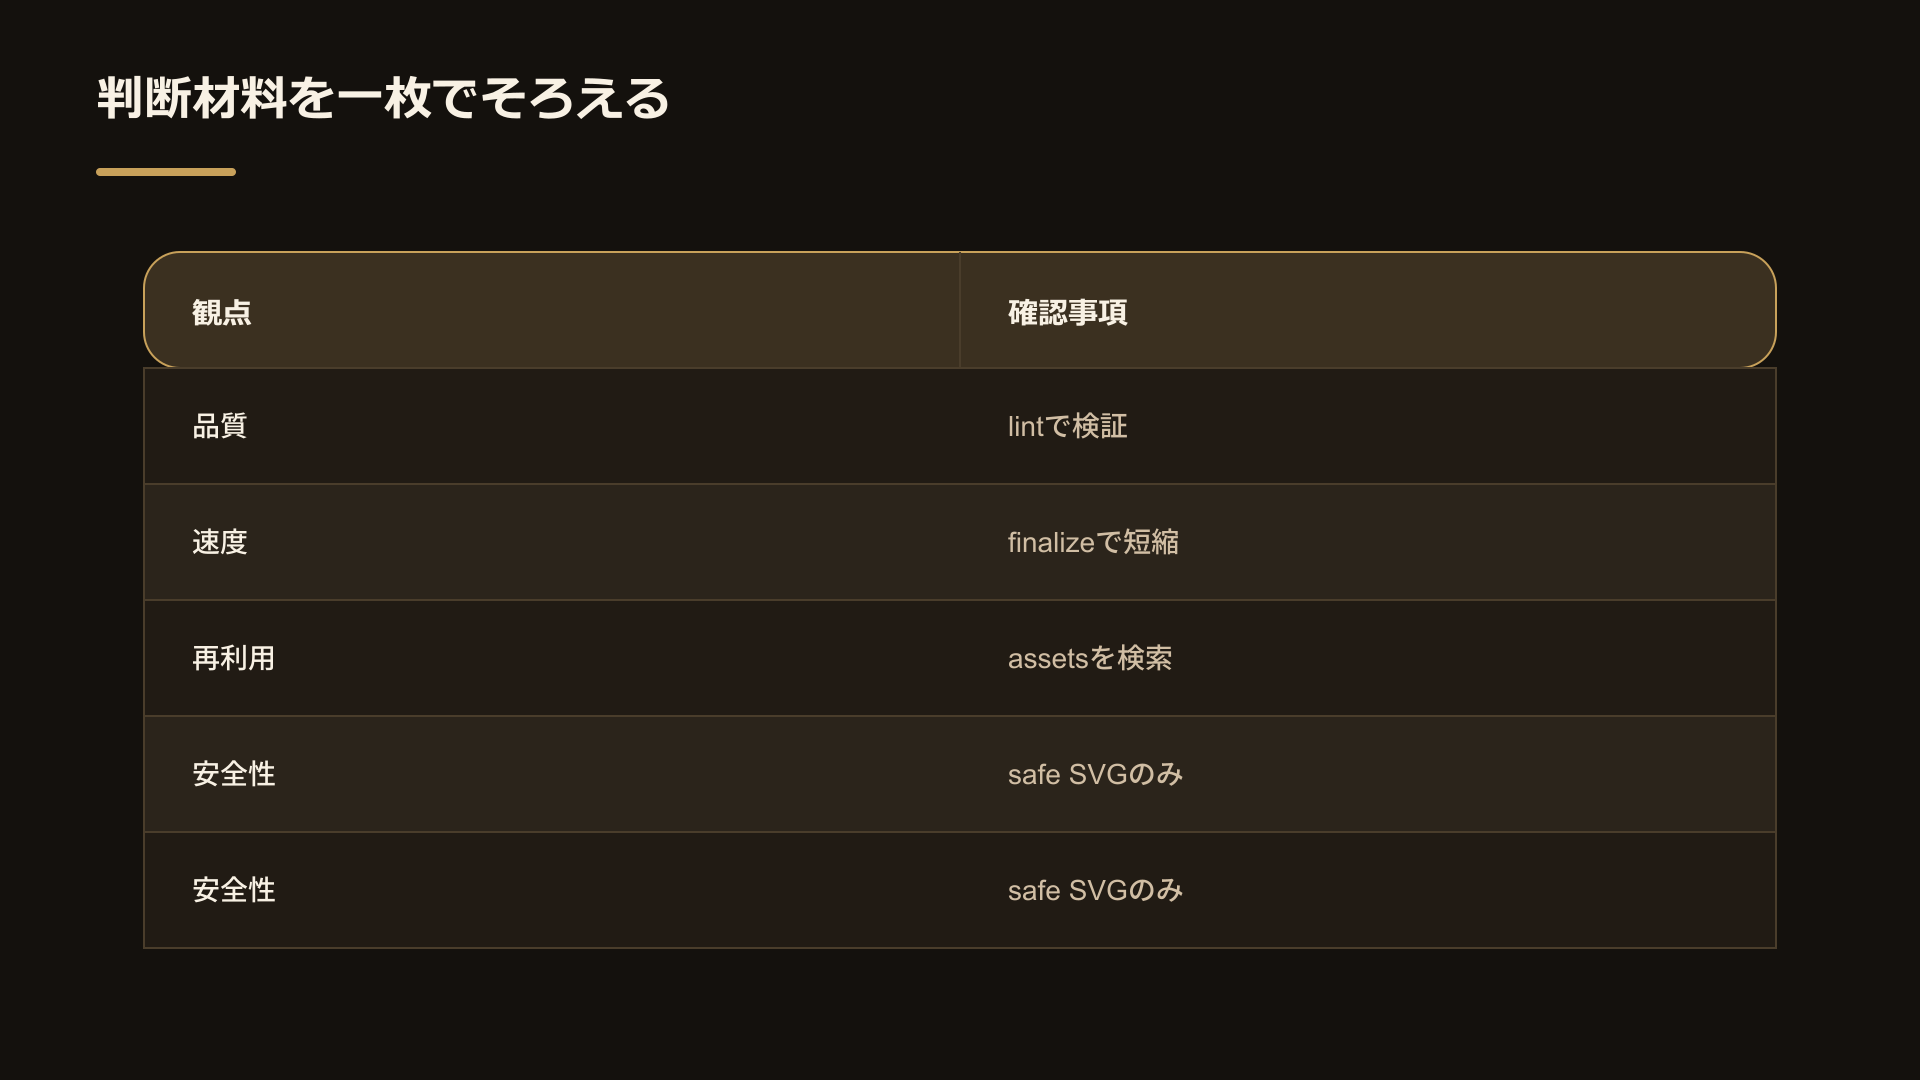 判断材料を一枚でそろえる
観点 確認事項
品質 lintで検証
速度 finalizeで短縮
再利用 assetsを検索
安全性 safe SVGのみ
安全性 safe SVGのみ